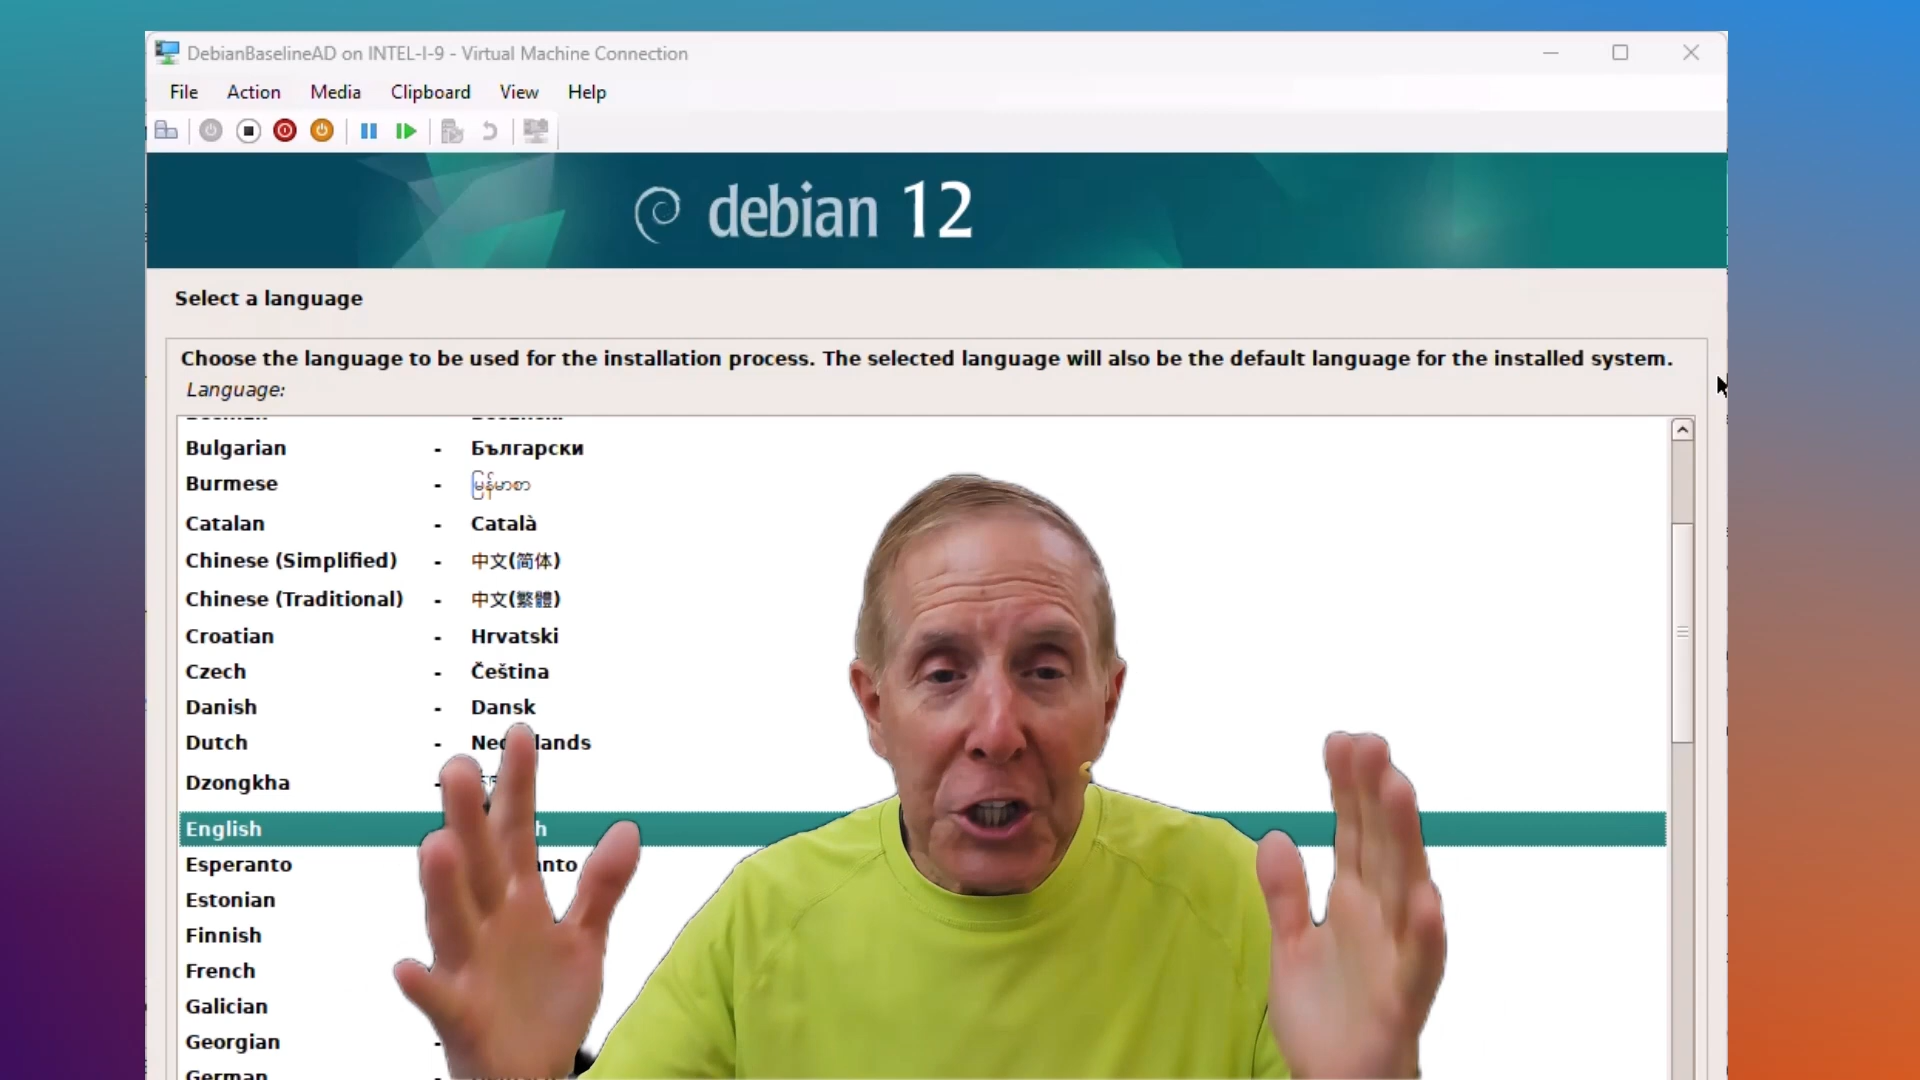 DebianBaselineAD on INTEL-I-9 - Virtual Machine Connection
File Action Media Clipboard View Help
debian 12
Select a language
Choose the language to be used for the installation process. The selected language will also be the default language for the installed system.
Language:
Bulgarian - Български
Burmese - မြန်မာစာ
Catalan - Català
Chinese (Simplified) - 中文(简体)
Chinese (Traditional) - 中文(繁體)
Croatian - Hrvatski
Czech - Čeština
Danish - Dansk
Dutch -
Dzongkha -
English
Esperanto
Estonian
Finnish
French
Galician
Georgian -
German